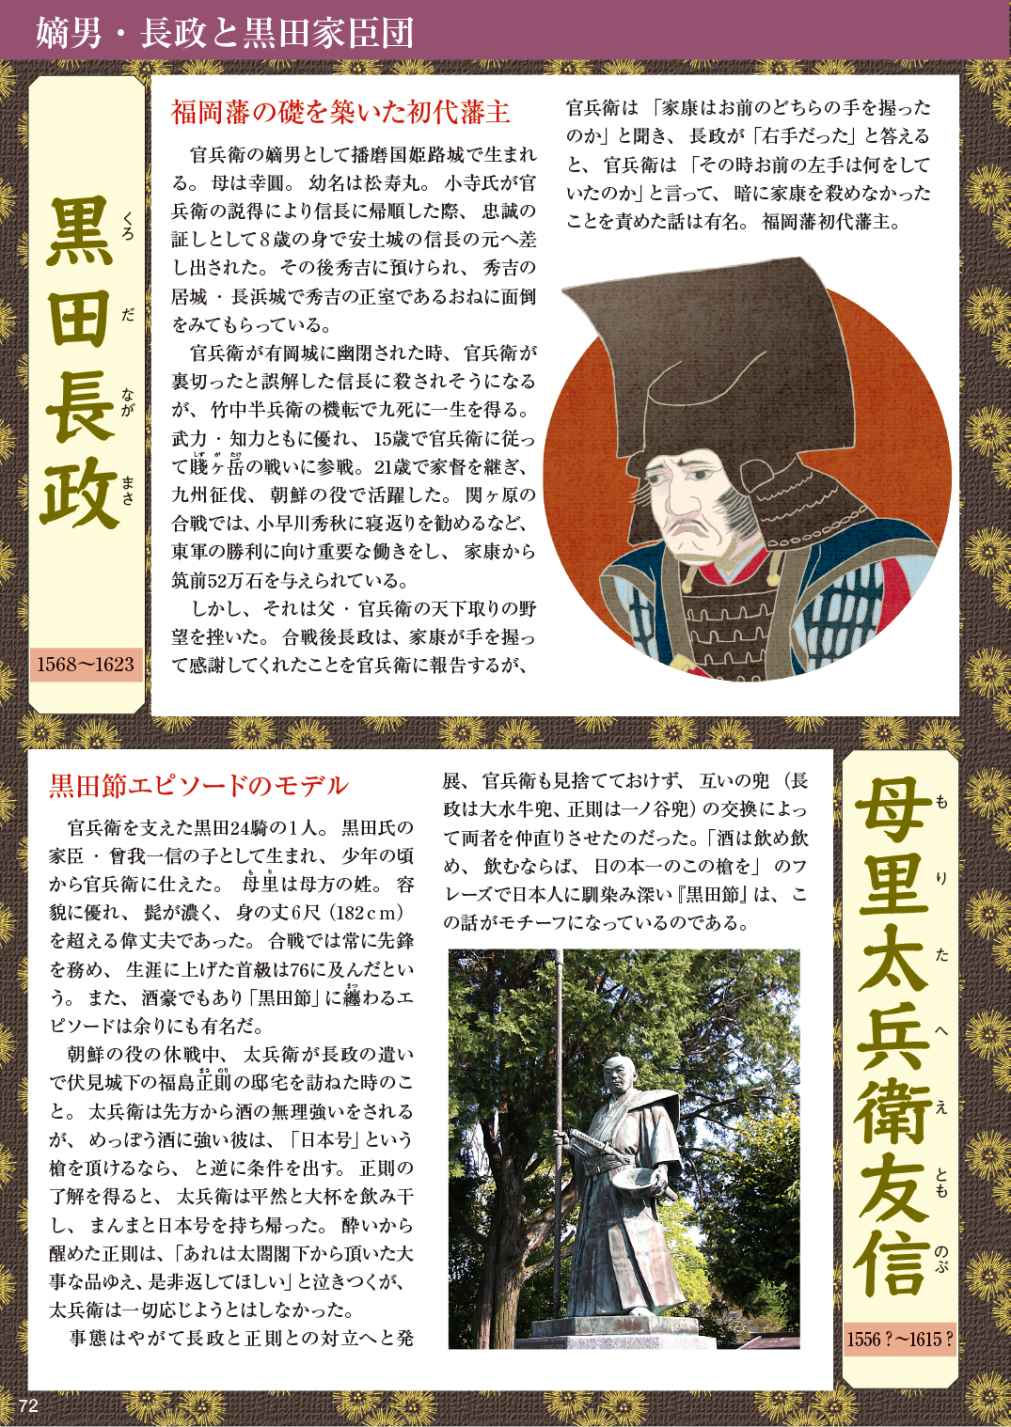 嫡男・長政と黒田家臣団
黒田長政
くろ だ なが まさ
1568〜1623
福岡藩の礎を築いた初代藩主
官兵衛の嫡男として播磨国姫路城で生まれ
る。母は幸圓。幼名は松寿丸。小寺氏が官
兵衛の説得により信長に帰順した際、忠誠の
証しとして8歳の身で安土城の信長の元へ差
し出された。その後秀吉に預けられ、秀吉の
居城・長浜城で秀吉の正室であるおねに面倒
をみてもらっている。
官兵衛が有岡城に幽閉された時、官兵衛が
裏切ったと誤解した信長に殺されそうになる
が、竹中半兵衛の機転で九死に一生を得る。
武力・知力ともに優れ、15歳で官兵衛に従っ
しず が たけ
て賤ヶ岳の戦いに参戦。21歳で家督を継ぎ、
九州征伐、朝鮮の役で活躍した。関ヶ原の
合戦では、小早川秀秋に寝返りを勧めるなど、
東軍の勝利に向け重要な働きをし、家康から
筑前52万石を与えられている。
しかし、それは父・官兵衛の天下取りの野
望を挫いた。合戦後長政は、家康が手を握っ
て感謝してくれたことを官兵衛に報告するが、
官兵衛は「家康はお前のどちらの手を握った
のか」と聞き、長政が「右手だった」と答える
と、官兵衛は「その時お前の左手は何をして
いたのか」と言って、暗に家康を殺めなかった
ことを責めた話は有名。福岡藩初代藩主。
母里太兵衛友信
も り た へ え とも のぶ
1556？〜1615？
黒田節エピソードのモデル
官兵衛を支えた黒田24騎の1人。黒田氏の
家臣・曾我一信の子として生まれ、少年の頃
も り
から官兵衛に仕えた。母里は母方の姓。容
貌に優れ、髭が濃く、身の丈6尺（182cm）
を超える偉丈夫であった。合戦では常に先鋒
を務め、生涯に上げた首級は76に及んだとい
まつ
う。また、酒豪でもあり「黒田節」に纏わるエ
ピソードは余りにも有名だ。
朝鮮の役の休戦中、太兵衛が長政の遣い
まさ のり
で伏見城下の福島正則の邸宅を訪ねた時のこ
と。太兵衛は先方から酒の無理強いをされる
が、めっぽう酒に強い彼は、「日本号」という
槍を頂けるなら、と逆に条件を出す。正則の
了解を得ると、太兵衛は平然と大杯を飲み干
し、まんまと日本号を持ち帰った。酔いから
醒めた正則は、「あれは太閤閣下から頂いた大
事な品ゆえ、是非返してほしい」と泣きつくが、
太兵衛は一切応じようとはしなかった。
事態はやがて長政と正則との対立へと発
展、官兵衛も見捨てておけず、互いの兜（長
政は大水牛兜、正則は一ノ谷兜）の交換によっ
て両者を仲直りさせたのだった。「酒は飲め飲
め、飲むならば、日の本一のこの槍を」のフ
レーズで日本人に馴染み深い『黒田節』は、こ
の話がモチーフになっているのである。
72